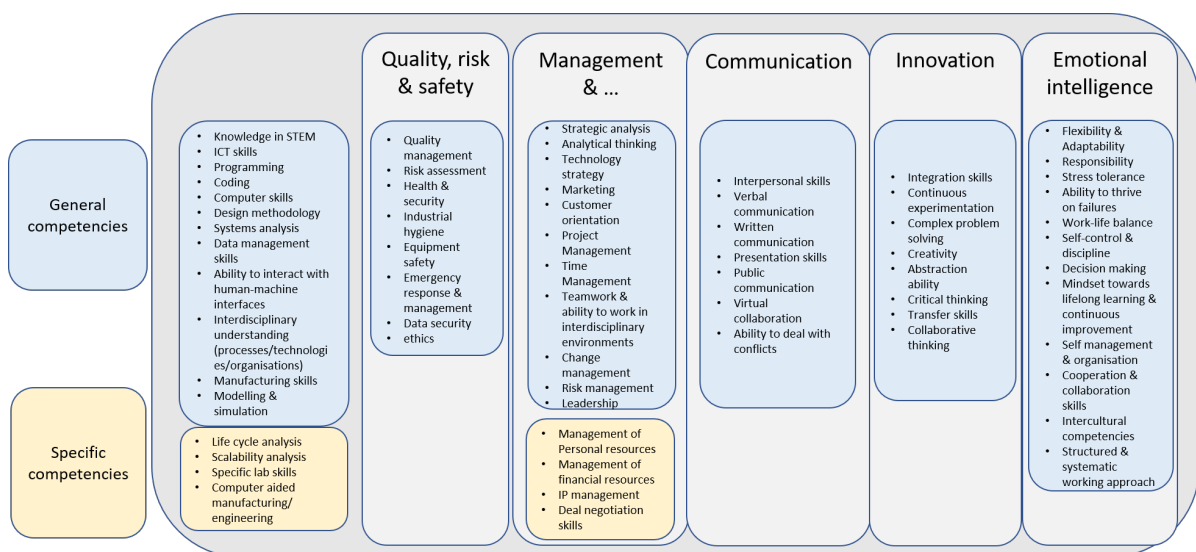 Quality, risk
& safety
Management
& ...
Communication
Innovation
Emotional
intelligence
General
competencies
• Knowledge in STEM
• ICT skills
• Programming
• Coding
• Computer skills
• Design methodology
• Systems analysis
• Data management
skills
• Ability to interact with
human-machine
interfaces
• Interdisciplinary
understanding
(processes/technologi
es/organisations)
• Manufacturing skills
• Modelling &
simulation
• Quality
management
• Risk assessment
• Health &
security
• Industrial
hygiene
• Equipment
safety
• Emergency
response &
management
• Data security
• ethics
• Strategic analysis
• Analytical thinking
• Technology
strategy
• Marketing
• Customer
orientation
• Project
Management
• Time
Management
• Teamwork &
ability to work in
interdisciplinary
environments
• Change
management
• Risk management
• Leadership
• Interpersonal skills
• Verbal
communication
• Written
communication
• Presentation skills
• Public
communication
• Virtual
collaboration
• Ability to deal with
conflicts
• Integration skills
• Continuous
experimentation
• Complex problem
solving
• Creativity
• Abstraction
ability
• Critical thinking
• Transfer skills
• Collaborative
thinking
• Flexibility &
Adaptability
• Responsibility
• Stress tolerance
• Ability to thrive
on failures
• Work-life balance
• Self-control &
discipline
• Decision making
• Mindset towards
lifelong learning &
continuous
improvement
• Self management
& organisation
• Cooperation &
collaboration
skills
• Intercultural
competencies
• Structured &
systematic
working approach
Specific
competencies
• Life cycle analysis
• Scalability analysis
• Specific lab skills
• Computer aided
manufacturing/
engineering
• Management of
Personal resources
• Management of
financial resources
• IP management
• Deal negotiation
skills